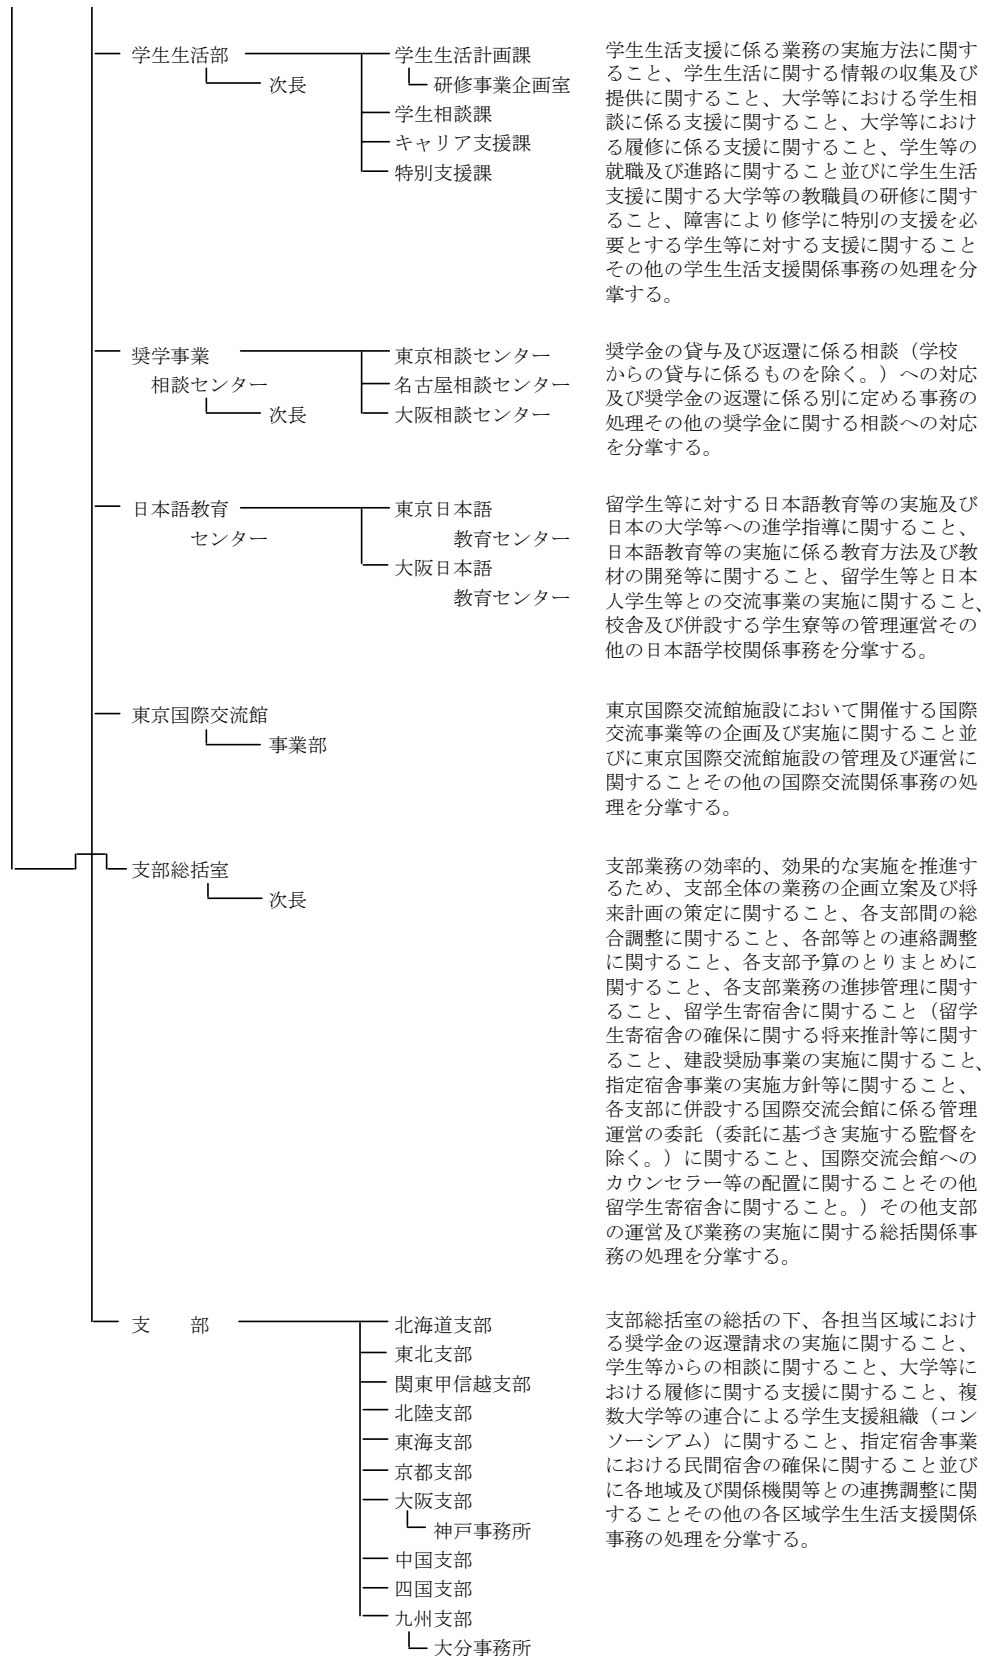 学生生活部
次長
学生生活計画課
研修事業企画室
学生相談課
キャリア支援課
特別支援課
学生生活支援に係る業務の実施方法に関す
ること、学生生活に関する情報の収集及び
提供に関すること、大学等における学生相
談に係る支援に関すること、大学等におけ
る履修に係る支援に関すること、学生等の
就職及び進路に関すること並びに学生生活
支援に関する大学等の教職員の研修に関す
ること、障害により修学に特別の支援を必
要とする学生等に対する支援に関すること
その他の学生生活支援関係事務の処理を分
掌する。
奨学事業
相談センター
次長
東京相談センター
名古屋相談センター
大阪相談センター
奨学金の貸与及び返還に係る相談（学校
からの貸与に係るものを除く。）への対応
及び奨学金の返還に係る別に定める事務の
処理その他の奨学金に関する相談への対応
を分掌する。
日本語教育
センター
東京日本語
教育センター
大阪日本語
教育センター
留学生等に対する日本語教育等の実施及び
日本の大学等への進学指導に関すること、
日本語教育等の実施に係る教育方法及び教
材の開発等に関すること、留学生等と日本
人学生等との交流事業の実施に関すること、
校舎及び併設する学生寮等の管理運営その
他の日本語学校関係事務を分掌する。
東京国際交流館
事業部
東京国際交流館施設において開催する国際
交流事業等の企画及び実施に関すること並
びに東京国際交流館施設の管理及び運営に
関することその他の国際交流関係事務の処
理を分掌する。
支部総括室
次長
支部業務の効率的、効果的な実施を推進す
るため、支部全体の業務の企画立案及び将
来計画の策定に関すること、各支部間の総
合調整に関すること、各部等との連絡調整
に関すること、各支部予算のとりまとめに
関すること、各支部業務の進捗管理に関す
ること、留学生寄宿舎に関すること（留学
生寄宿舎の確保に関する将来推計等に関す
ること、建設奨励事業の実施に関すること、
指定宿舎事業の実施方針等に関すること、
各支部に併設する国際交流会館に係る管理
運営の委託（委託に基づき実施する監督を
除く。）に関すること、国際交流会館への
カウンセラー等の配置に関することその他
留学生寄宿舎に関すること。）その他支部
の運営及び業務の実施に関する総括関係事
務の処理を分掌する。
支　部
北海道支部
東北支部
関東甲信越支部
北陸支部
東海支部
京都支部
大阪支部
神戸事務所
中国支部
四国支部
九州支部
大分事務所
支部総括室の総括の下、各担当区域におけ
る奨学金の返還請求の実施に関すること、
学生等からの相談に関すること、大学等に
おける履修に関する支援に関すること、複
数大学等の連合による学生支援組織（コン
ソーシアム）に関すること、指定宿舎事業
における民間宿舎の確保に関すること並び
に各地域及び関係機関等との連携調整に関
することその他の各区域学生生活支援関係
事務の処理を分掌する。